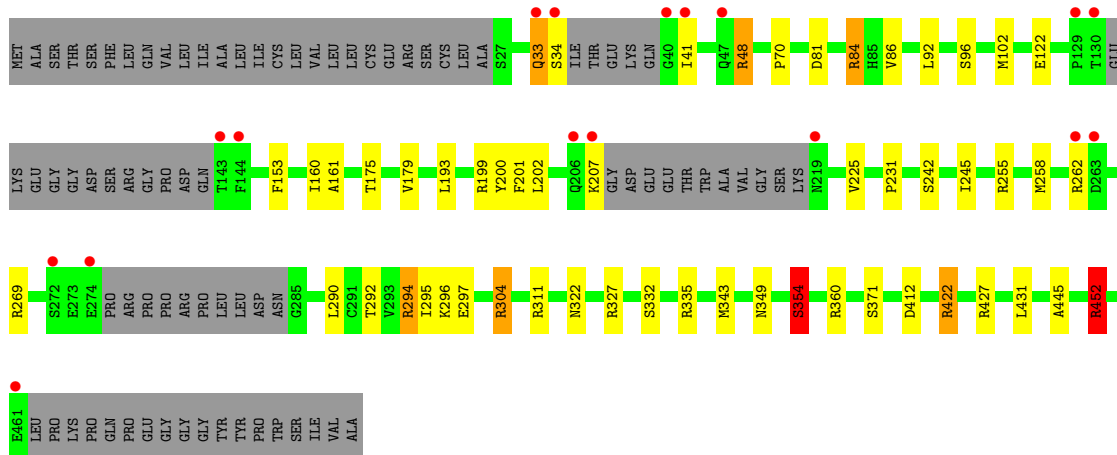 MET ALA SER THR SER PHE LEU GLN VAL LEU ILE ALA LEU ILE CYS LEU VAL LEU LEU CYS GLU ARG SER CYS LEU ALA S27 Q33 S34 ILE THR GLU LYS GLN G40 I41 Q47 R48 P70 D81 R84 H85 V86 L92 S96 M102 E122 P129 T130 GLU
LYS GLU GLY GLY ASP SER ARG GLY PRO ASP GLN T143 F144 F153 I160 A161 T175 V179 L193 R199 Y200 F201 L202 Q206 K207 GLY ASP GLU GLU THR TRP ALA VAL GLY SER LYS N219 V225 P231 S242 I245 R255 M258 R262 D263
R269 S272 E273 E274 PRO ARG PRO PRO ARG PRO LEU LEU ASP ASN G285 L290 C291 T292 V293 R294 I295 K296 E297 R304 R311 N322 R327 S332 R335 M343 N349 S354 R360 S371 D412 R422 R427 L431 A445 R452
E461 LEU PRO LYS PRO GLN PRO GLU GLY GLY GLY TYR TYR PRO TRP SER ILE VAL ALA